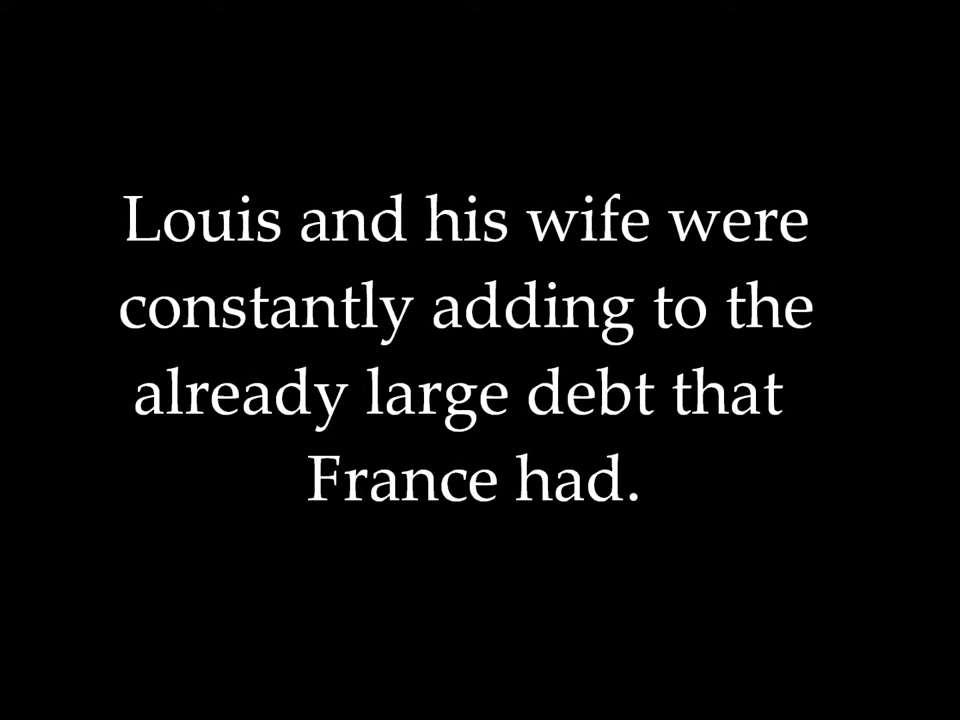 Louis and his wife were
constantly adding to the
already large debt that
France had.